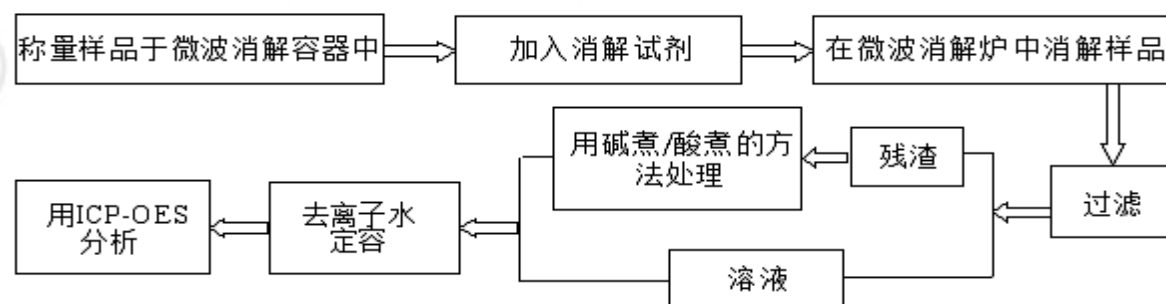 称量样品于微波消解容器中
加入消解试剂
在微波消解炉中消解样品
过滤
残渣
用碱煮/酸煮的方
法处理
溶液
去离子水
定容
用ICP-OES
分析